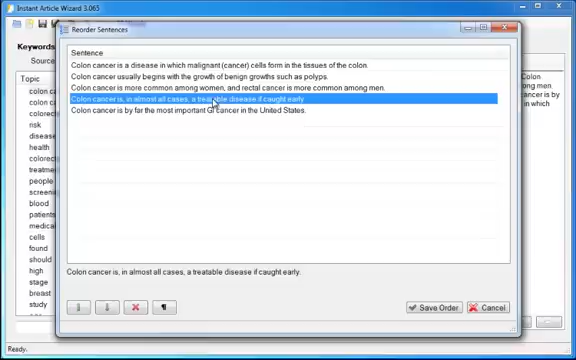 Instant Article Wizard 3.065
Reorder Sentences
Keywords
Source
Topic
colon c
colon c
colorect
risk
disease
health
colorect
treatme
people
screenin
blood
patients
medica
cells
found
should
high
stage
breast
study
Sentence
Colon cancer is a disease in which malignant (cancer) cells form in the tissues of the colon.
Colon cancer usually begins with the growth of benign growths such as polyps.
Colon cancer is more common among women, and rectal cancer is more common among men.
Colon cancer is, in almost all cases, a treatable disease if caught early.
Colon cancer is by far the most important GI cancer in the United States.
Colon cancer is, in almost all cases, a treatable disease if caught early.
Save Order
Cancel
Colon
among men.
ancer is by
in which
Ready.